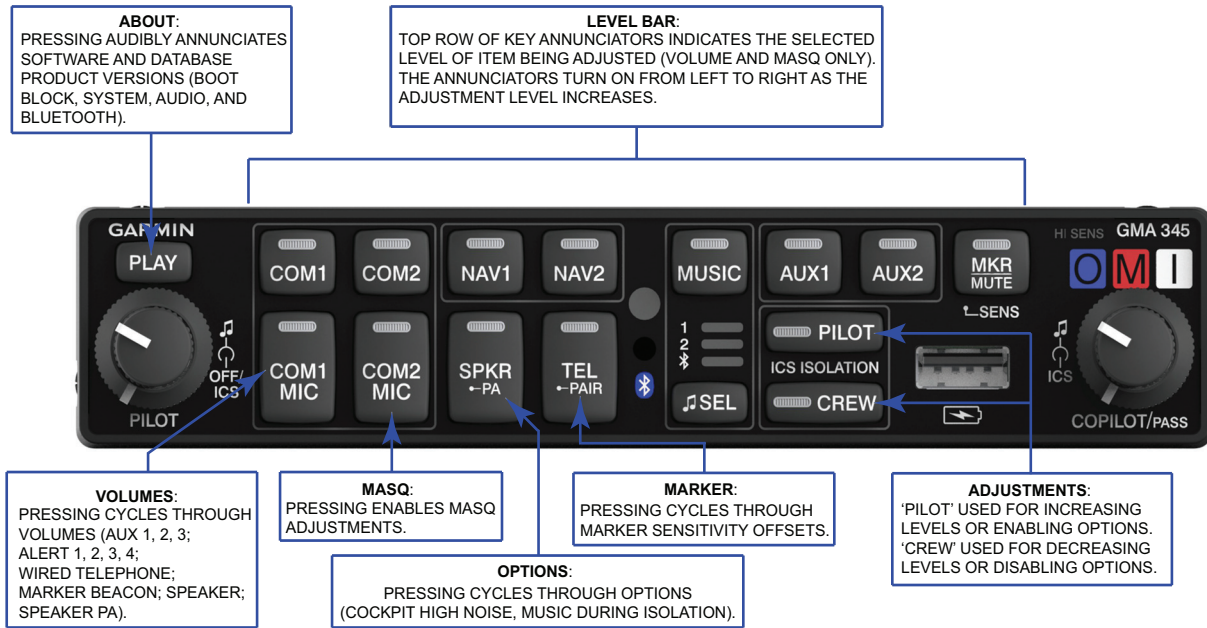 ABOUT:
PRESSING AUDIBLY ANNUNCIATES
SOFTWARE AND DATABASE
PRODUCT VERSIONS (BOOT
BLOCK, SYSTEM, AUDIO, AND
BLUETOOTH).
LEVEL BAR:
TOP ROW OF KEY ANNUNCIATORS INDICATES THE SELECTED
LEVEL OF ITEM BEING ADJUSTED (VOLUME AND MASQ ONLY).
THE ANNUNCIATORS TURN ON FROM LEFT TO RIGHT AS THE
ADJUSTMENT LEVEL INCREASES.
GARMIN
HI SENS GMA 345
PLAY
COM1
COM2
NAV1
NAV2
MUSIC
AUX1
AUX2
MKR
MUTE
SENS
O M I
OFF/
ICS
PILOT
COM1
MIC
COM2
MIC
SPKR
PA
TEL
PAIR
1
2
SEL
PILOT
ICS ISOLATION
CREW
ICS
COPILOT/PASS
VOLUMES:
PRESSING CYCLES THROUGH
VOLUMES (AUX 1, 2, 3;
ALERT 1, 2, 3, 4;
WIRED TELEPHONE;
MARKER BEACON; SPEAKER;
SPEAKER PA).
MASQ:
PRESSING ENABLES MASQ
ADJUSTMENTS.
OPTIONS:
PRESSING CYCLES THROUGH OPTIONS
(COCKPIT HIGH NOISE, MUSIC DURING ISOLATION).
MARKER:
PRESSING CYCLES THROUGH
MARKER SENSITIVITY OFFSETS.
ADJUSTMENTS:
‘PILOT’ USED FOR INCREASING
LEVELS OR ENABLING OPTIONS.
‘CREW’ USED FOR DECREASING
LEVELS OR DISABLING OPTIONS.